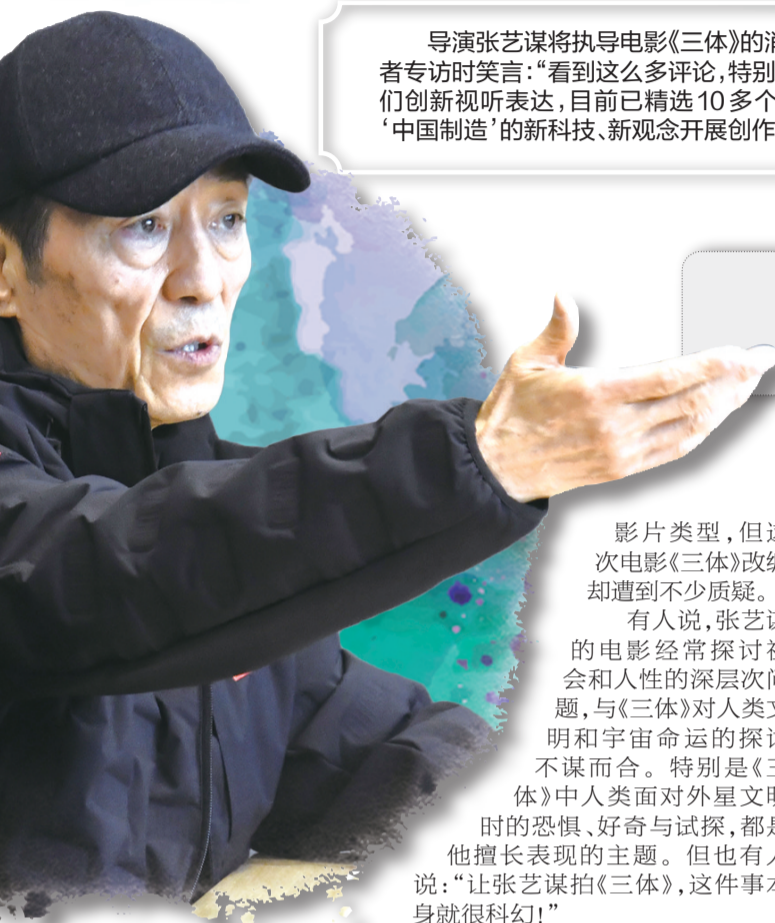 导演张艺谋将执导电影《三体》的消
者专访时笑言：“看到这么多评论，特别
们创新视听表达，目前已精选10多个
‘中国制造’的新科技、新观念开展创作
影片类型，但这
次电影《三体》改编
却遭到不少质疑。
有人说，张艺谋
的电影经常探讨社
会和人性的深层次问
题，与《三体》对人类文
明和宇宙命运的探讨
不谋而合。特别是《三
体》中人类面对外星文明
时的恐惧、好奇与试探，都是
他擅长表现的主题。但也有人
说：“让张艺谋拍《三体》，这件事本
身就很科幻！”